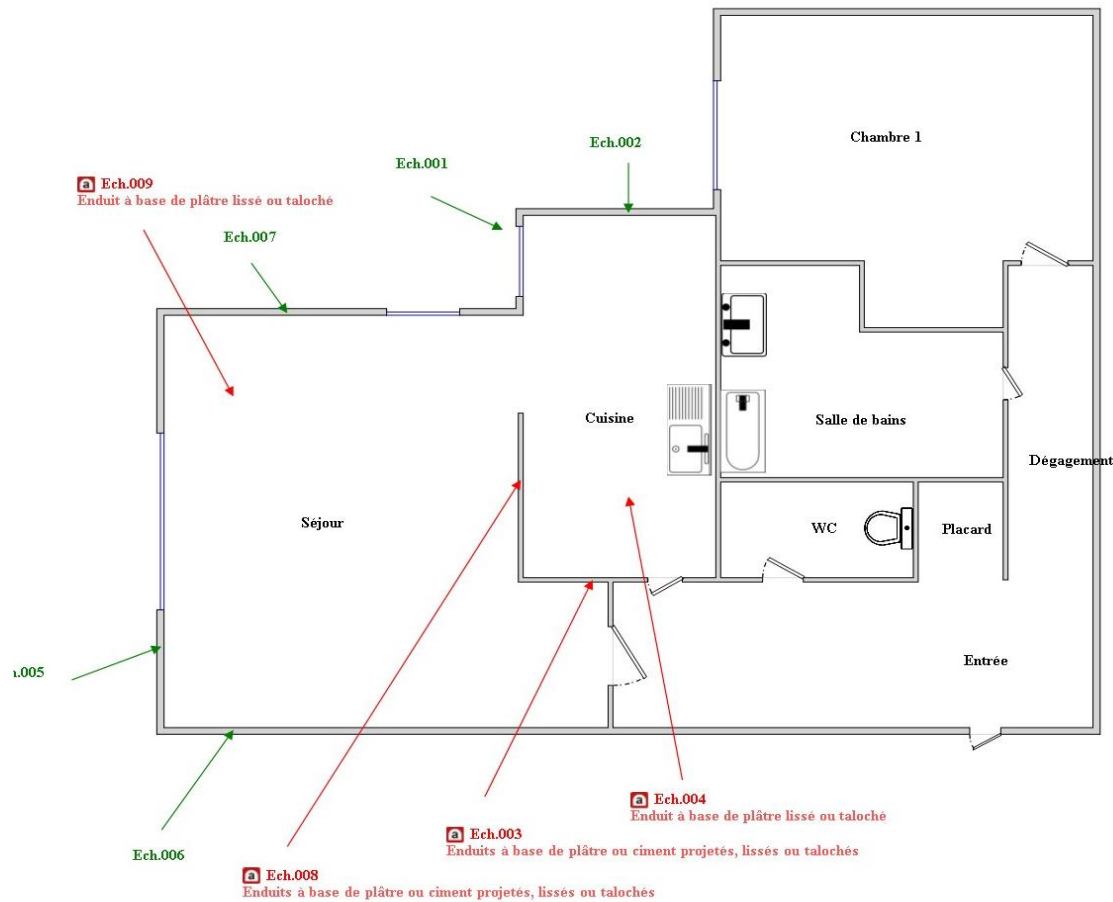 Chambre 1
Ech.002
Ech.001
a Ech.009
Enduit à base de plâtre lissé ou taloché
Ech.007
Cuisine
Salle de bains
Dégagement
Séjour
WC
Placard
Entrée
h.005
a Ech.004
Enduit à base de plâtre lissé ou taloché
a Ech.003
Enduits à base de plâtre ou ciment projetés, lissés ou talochés
Ech.006
a Ech.008
Enduits à base de plâtre ou ciment projetés, lissés ou talochés